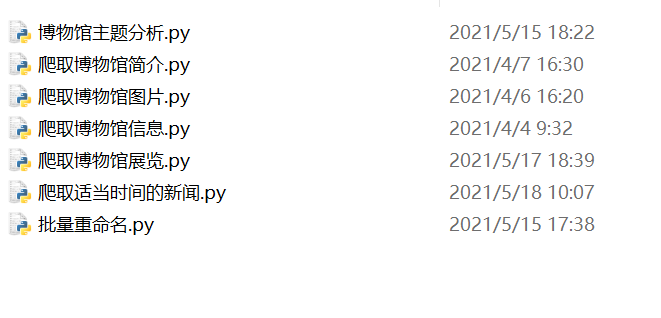 博物馆主题分析.py 2021/5/15 18:22
爬取博物馆简介.py 2021/4/7 16:30
爬取博物馆图片.py 2021/4/6 16:20
爬取博物馆信息.py 2021/4/4 9:32
爬取博物馆展览.py 2021/5/17 18:39
爬取适当时间的新闻.py 2021/5/18 10:07
批量重命名.py 2021/5/15 17:38